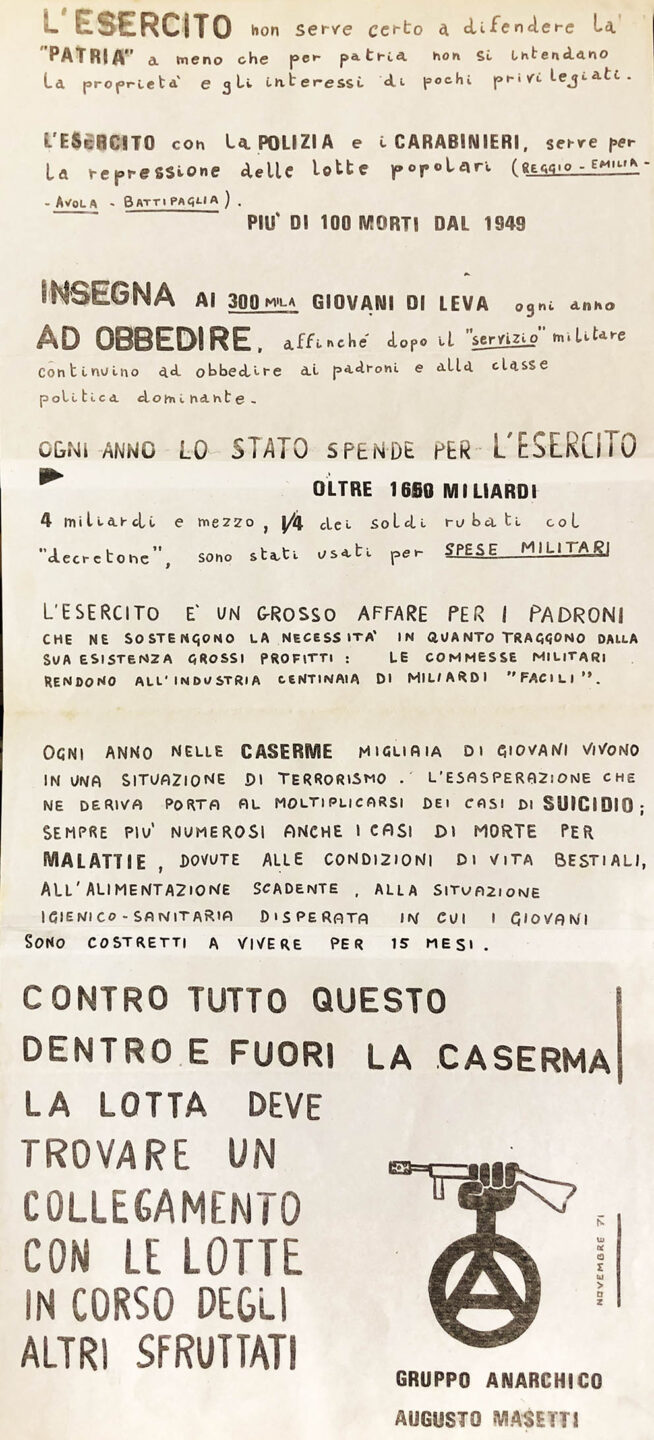 L'ESERCITO non serve certo a difendere la
"PATRIA" a meno che per patria non si intendano
la proprietà e gli interessi di pochi privilegiati.
L'ESERCITO con la POLIZIA e i CARABINIERI, serve per
la repressione delle lotte popolari (REGGIO-EMILIA-
-AVOLA - BATTIPAGLIA).
PIU' DI 100 MORTI DAL 1949
INSEGNA AI 300 MILA GIOVANI DI LEVA ogni anno
AD OBBEDIRE, affinché dopo il "servizio" militare
continuino ad obbedire ai padroni e alla classe
politica dominante.
OGNI ANNO LO STATO SPENDE PER L'ESERCITO
OLTRE 1650 MILIARDI
4 miliardi e mezzo, 1/4 dei soldi rubati col
"decretone", sono stati usati per SPESE MILITARI
L'ESERCITO E' UN GROSSO AFFARE PER I PADRONI
CHE NE SOSTENGONO LA NECESSITA' IN QUANTO TRAGGONO DALLA
SUA ESISTENZA GROSSI PROFITTI: LE COMMESSE MILITARI
RENDONO ALL'INDUSTRIA CENTINAIA DI MILIARDI "FACILI".
OGNI ANNO NELLE CASERME MIGLIAIA DI GIOVANI VIVONO
IN UNA SITUAZIONE DI TERRORISMO. L'ESASPERAZIONE CHE
NE DERIVA PORTA AL MOLTIPLICARSI DEI CASI DI SUICIDIO;
SEMPRE PIU' NUMEROSI ANCHE I CASI DI MORTE PER
MALATTIE, DOVUTE ALLE CONDIZIONI DI VITA BESTIALI,
ALL'ALIMENTAZIONE SCADENTE, ALLA SITUAZIONE
IGIENICO-SANITARIA DISPERATA IN CUI I GIOVANI
SONO COSTRETTI A VIVERE PER 15 MESI.
CONTRO TUTTO QUESTO
DENTRO E FUORI LA CASERMA
LA LOTTA DEVE
TROVARE UN
COLLEGAMENTO
CON LE LOTTE
IN CORSO DEGLI
ALTRI SFRUTTATI
NOVEMBRE 71
GRUPPO ANARCHICO
AUGUSTO MASETTI